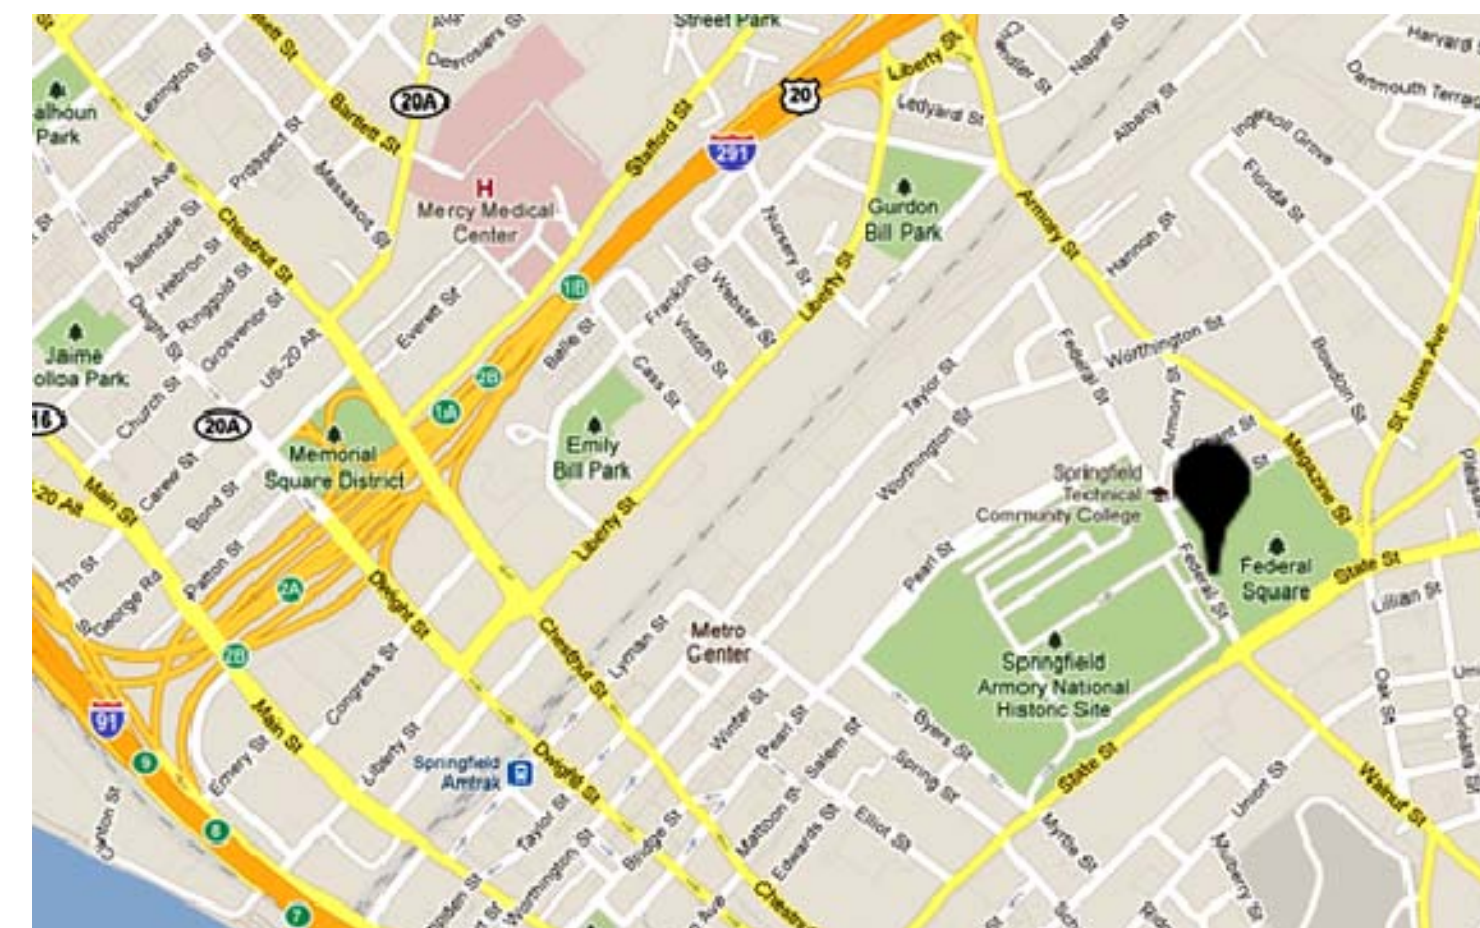 Street Park
Desrosiers St
Liberty St
Napier St
Harvard
20A
20
Dartmouth Terrace
alhoun
Park
Lexington St
Bartlett St
Stafford St
Ledyard St
Albany St
Ingersoll Grove
291
Prospect St
Massasoit St
H
Mercy Medical
Center
Gurdon
Bill Park
Florida St
Brookline Ave
Allendale St
Chestnut St
Nursery St
Armory St
Hannon St
Hebron St
Ringgold St
1B
Franklin St
Webster St
Liberty St
Dwight St
Grosvenor St
Everett St
Vinton St
Federal St
Worthington St
Bowdoin St
Jaime
US-20 Alt
Belle St
Cass St
Taylor St
St James Ave
Church St
2B
1A
Armory St
16
20A
Memorial
Square District
Emily
Bill Park
Worthington St
Grant St
Magazine St
Main St
Carew St
Bond St
Springfield
Technical
Community College
-20 Alt
Liberty St
7th St
Patton St
Pearl St
Federal St
Federal
Square
State St
George Rd
2A
Dwight St
Lillian St
2B
Chestnut St
Lyman St
Metro
Center
Springfield
Armory National
Historic Site
Congress St
Oak St
91
Main St
Winter St
Pearl St
Salem St
Byers St
Orleans St
9
Emery St
Liberty St
Springfield
Amtrak
Dwight St
Spring St
State St
Union St
Walnut St
Clinton St
8
Taylor St
Bridge St
Mattoon St
Edwards St
Elliot St
Myrtle St
Mulberry St
7
Worthington St
Chestn